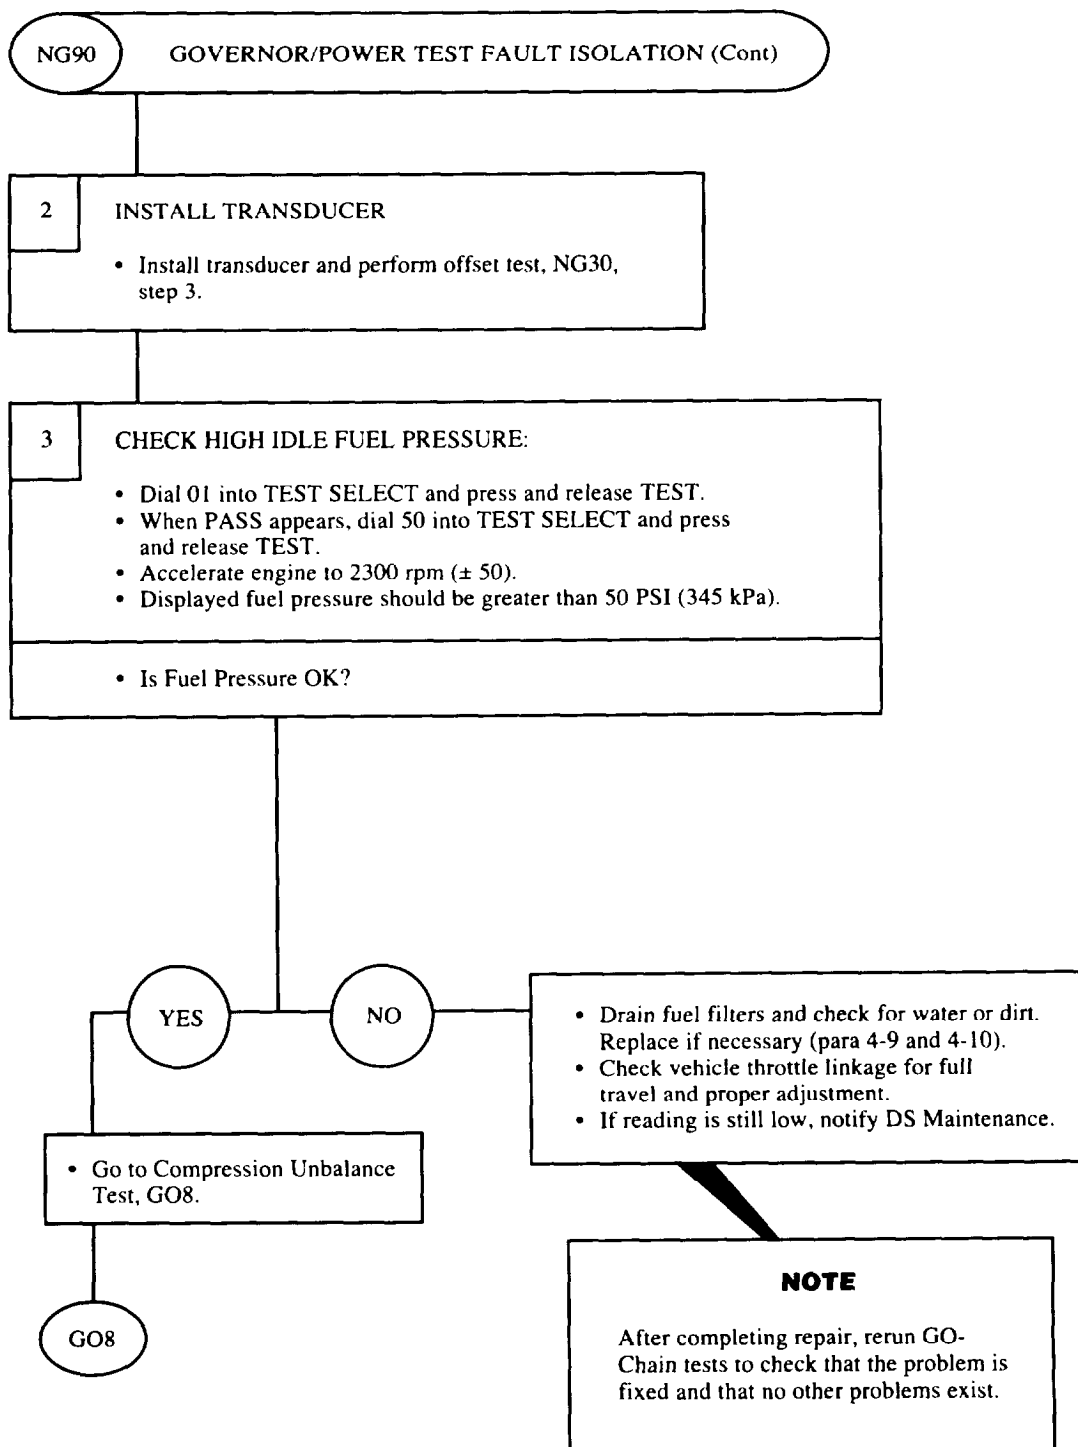 NG90
GOVERNOR/POWER TEST FAULT ISOLATION (Cont)
2
INSTALL TRANSDUCER
• Install transducer and perform offset test, NG30,
step 3.
3
CHECK HIGH IDLE FUEL PRESSURE:
• Dial 01 into TEST SELECT and press and release TEST.
• When PASS appears, dial 50 into TEST SELECT and press
and release TEST.
• Accelerate engine to 2300 rpm (± 50).
• Displayed fuel pressure should be greater than 50 PSI (345 kPa).
• Is Fuel Pressure OK?
YES
NO
• Drain fuel filters and check for water or dirt.
Replace if necessary (para 4-9 and 4-10).
• Check vehicle throttle linkage for full
travel and proper adjustment.
• If reading is still low, notify DS Maintenance.
• Go to Compression Unbalance
Test, GO8.
GO8
NOTE
After completing repair, rerun GO-
Chain tests to check that the problem is
fixed and that no other problems exist.